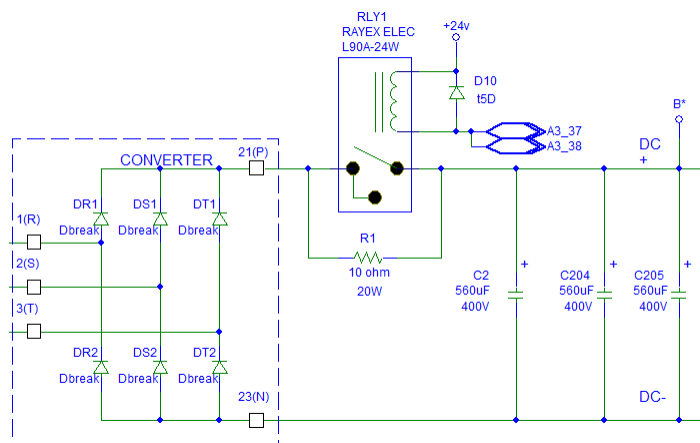 RLY1
RAYEX ELEC
L90A-24W
+24v
D10
t5D
A3_37
A3_38
B*
DC
+
CONVERTER
21(P)
DR1
DS1
DT1
1(R)
Dbreak
Dbreak
Dbreak
2(S)
3(T)
R1
10 ohm
20W
+
+
+
C2
C204
C205
560uF
560uF
560uF
400V
400V
400V
DR2
DS2
DT2
Dbreak
Dbreak
Dbreak
23(N)
DC-